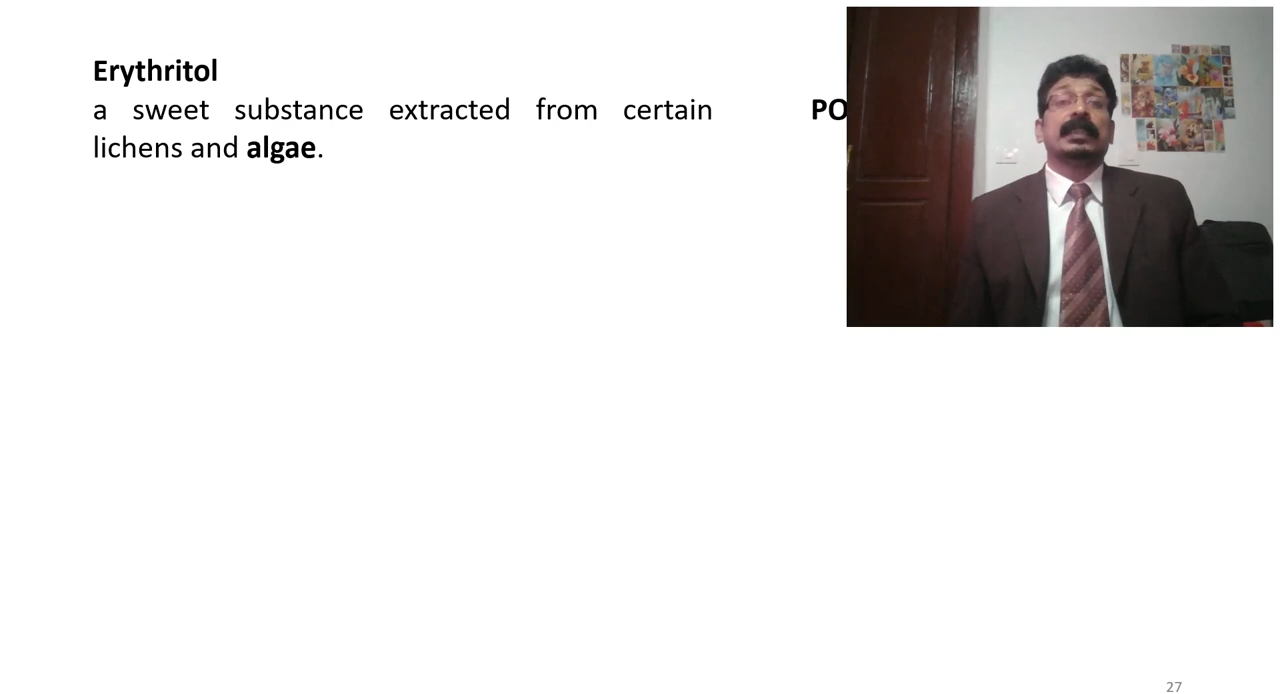 Erythritol
a sweet substance extracted from certain
lichens and algae.
PO
27